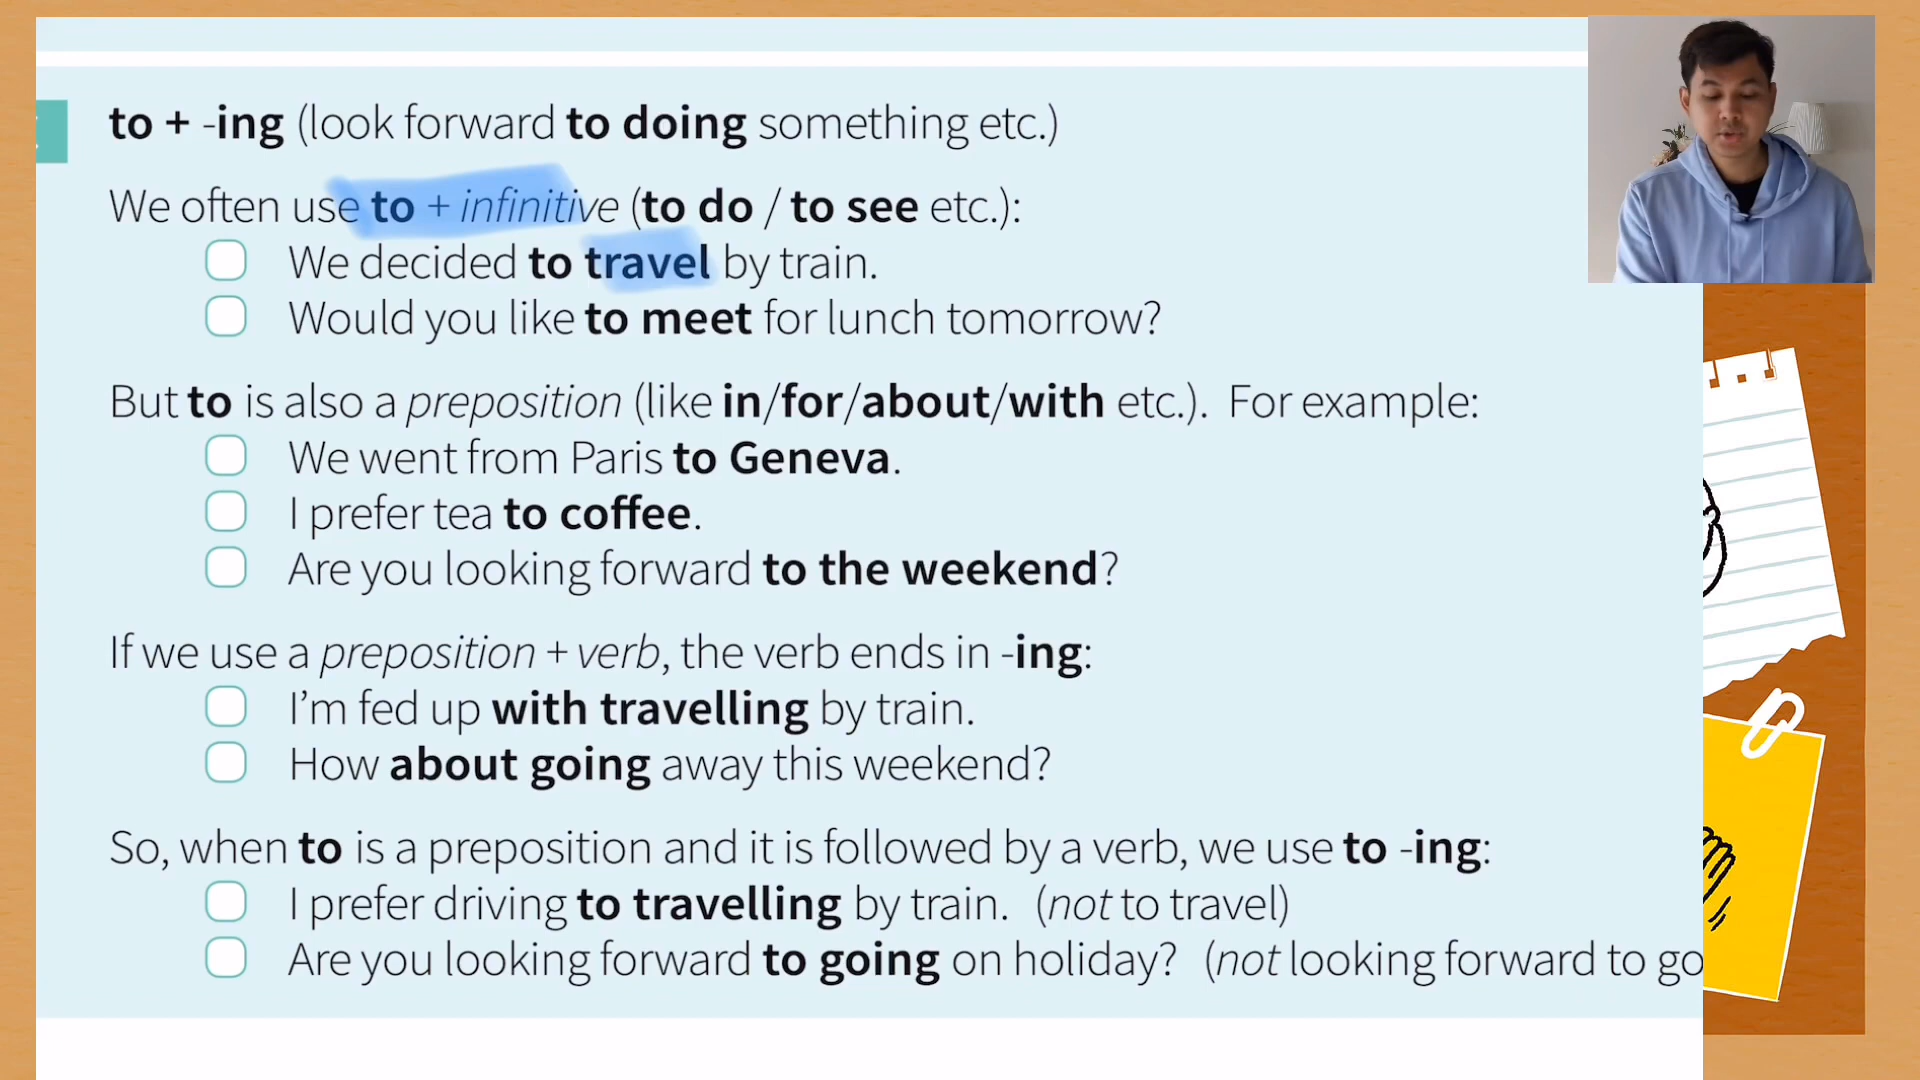 to + -ing (look forward to doing something etc.)
We often use to + infinitive (to do / to see etc.):
We decided to travel by train.
Would you like to meet for lunch tomorrow?
But to is also a preposition (like in/for/about/with etc.). For example:
We went from Paris to Geneva.
I prefer tea to coffee.
Are you looking forward to the weekend?
If we use a preposition + verb, the verb ends in -ing:
I’m fed up with travelling by train.
How about going away this weekend?
So, when to is a preposition and it is followed by a verb, we use to -ing:
I prefer driving to travelling by train. (not to travel)
Are you looking forward to going on holiday? (not looking forward to go